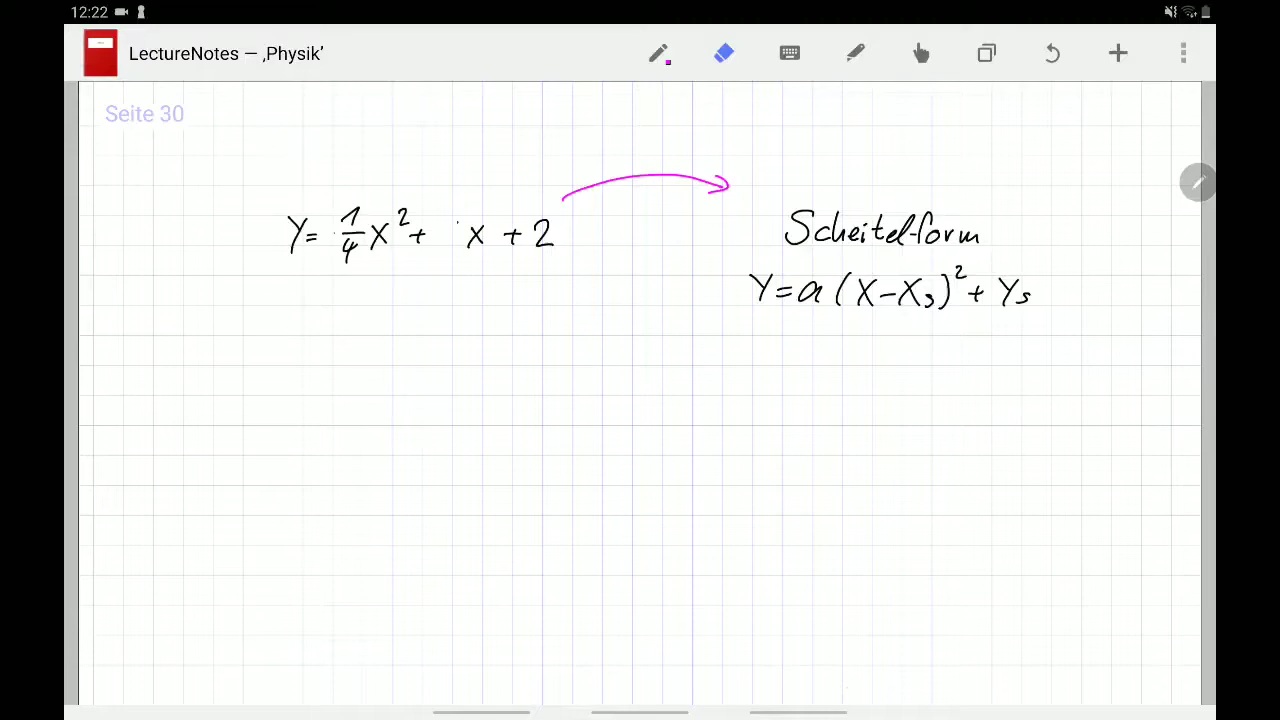 12:22
LectureNotes — ‚Physik’
Seite 30
Y= 1/4 X² + x + 2
Scheitelform
Y = a (X - Xs)² + Ys